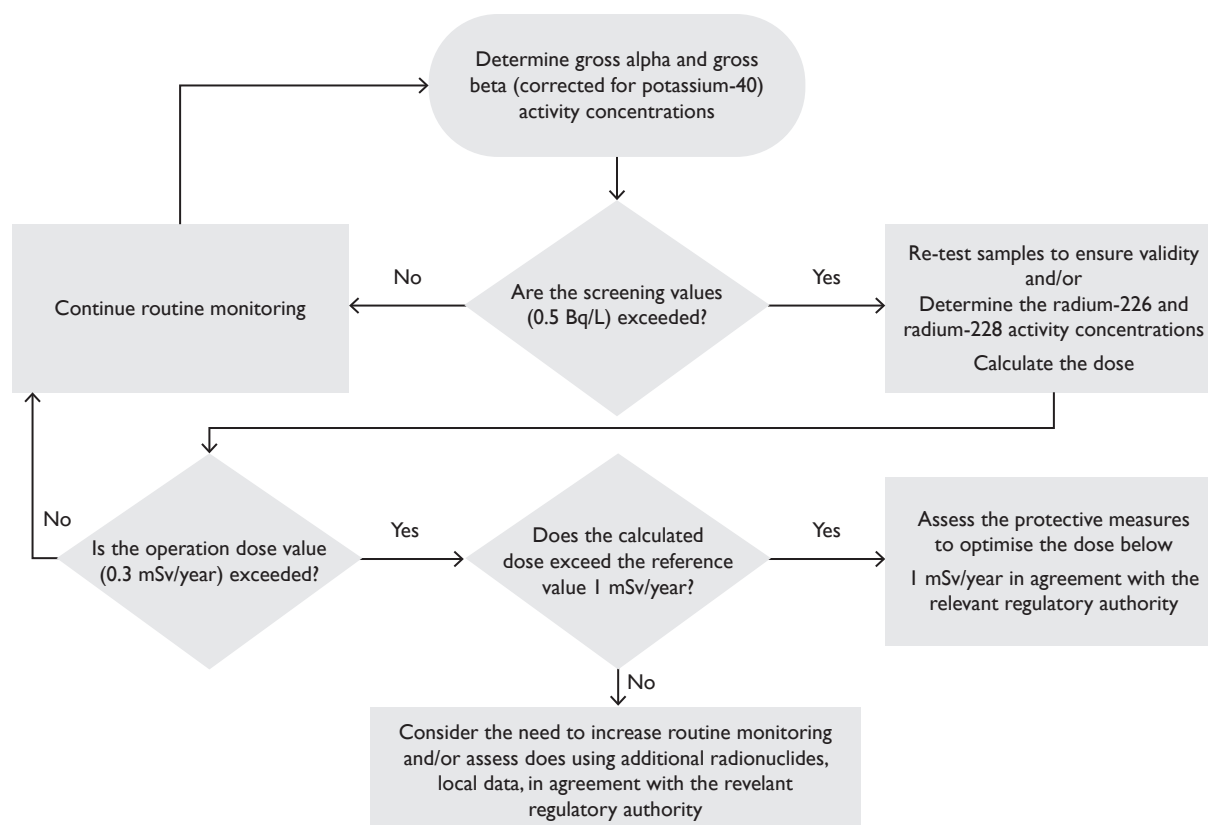 Determine gross alpha and gross
beta (corrected for potassium-40)
activity concentrations
Continue routine monitoring
No
Are the screening values
(0.5 Bq/L) exceeded?
Yes
Re-test samples to ensure validity
and/or
Determine the radium-226 and
radium-228 activity concentrations
Calculate the dose
No
Is the operation dose value
(0.3 mSv/year) exceeded?
Yes
Does the calculated
dose exceed the reference
value 1 mSv/year?
Yes
Assess the protective measures
to optimise the dose below
1 mSv/year in agreement with the
relevant regulatory authority
No
Consider the need to increase routine monitoring
and/or assess does using additional radionuclides,
local data, in agreement with the revelant
regulatory authority